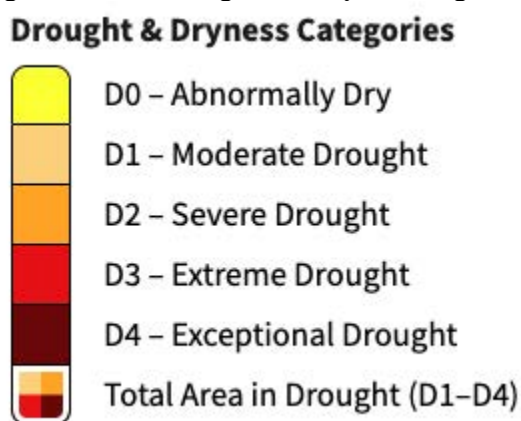 Drought & Dryness Categories
D0 – Abnormally Dry
D1 – Moderate Drought
D2 – Severe Drought
D3 – Extreme Drought
D4 – Exceptional Drought
Total Area in Drought (D1–D4)